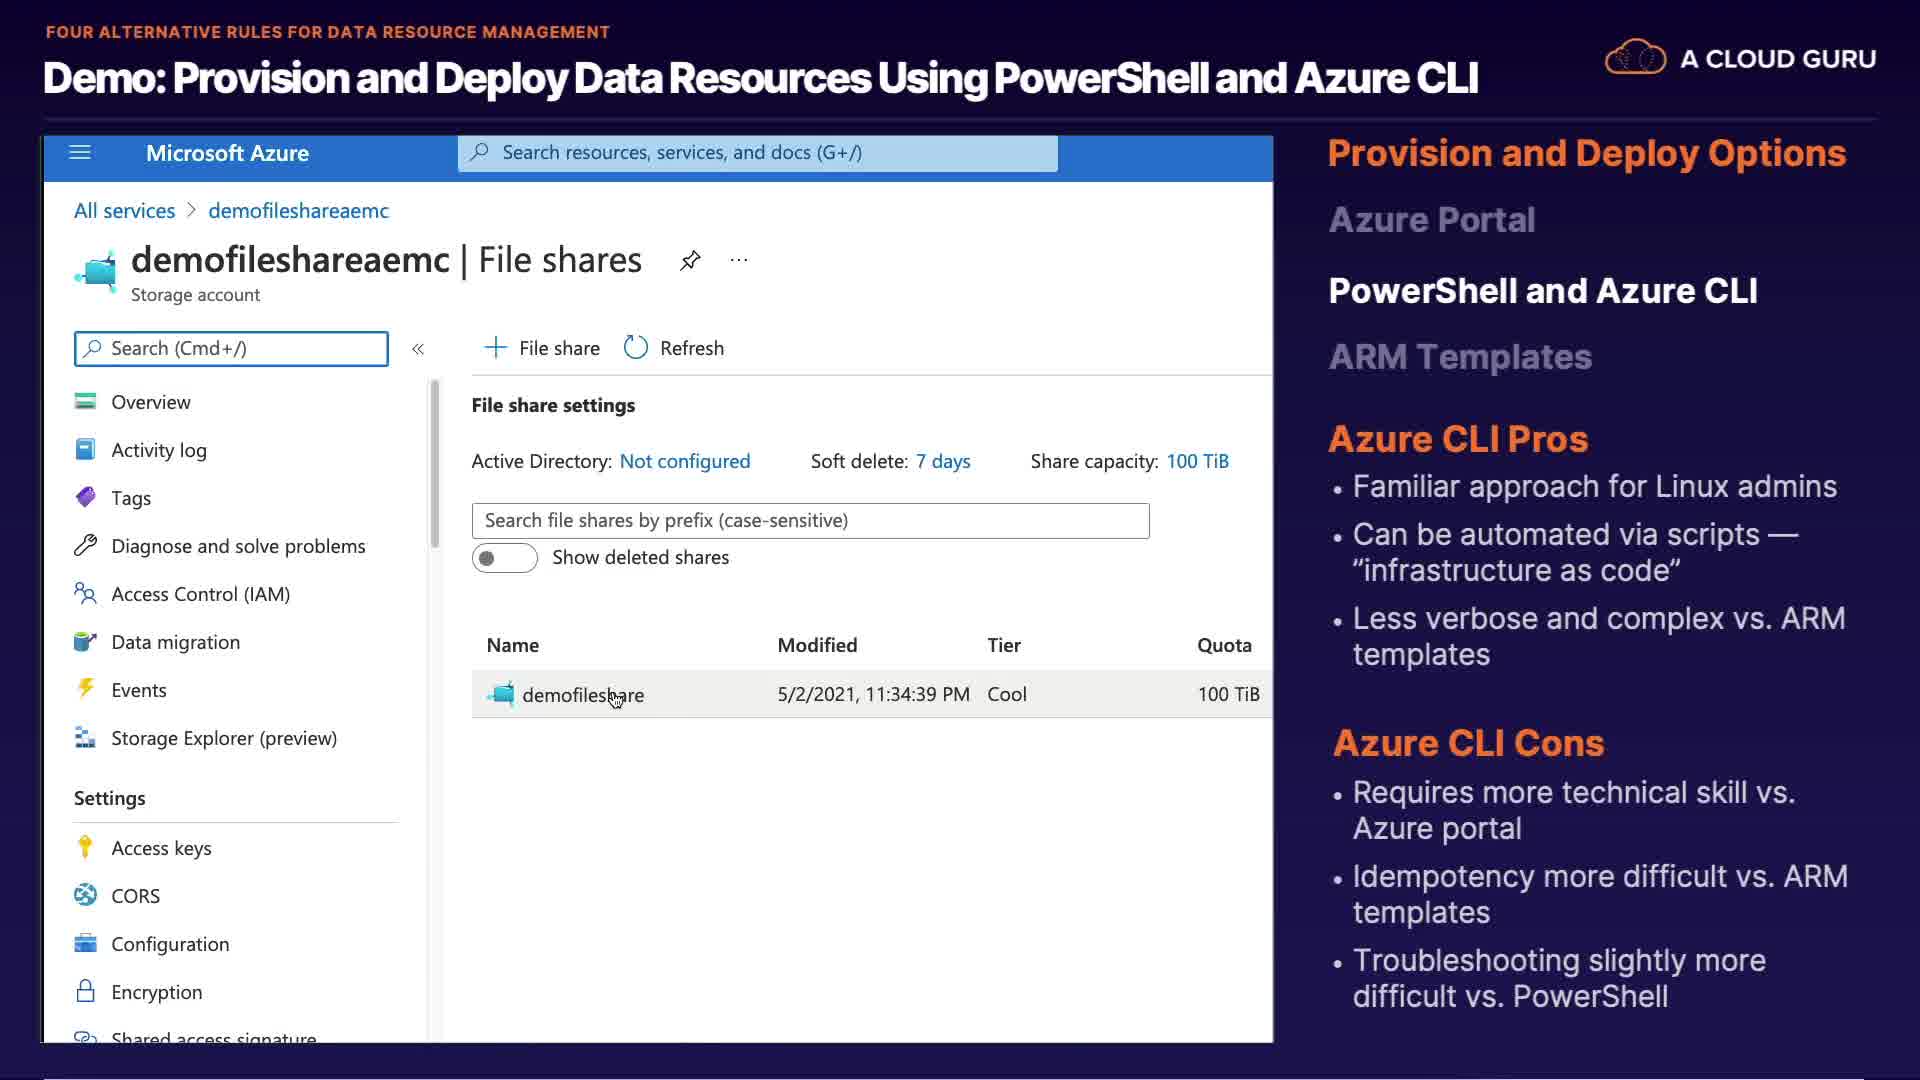 FOUR ALTERNATIVE RULES FOR DATA RESOURCE MANAGEMENT
Demo: Provision and Deploy Data Resources Using PowerShell and Azure CLI
A CLOUD GURU
Microsoft Azure
Search resources, services, and docs (G+/)
All services > demofileshareaemc
demofileshareaemc | File shares
Storage account
Search (Cmd+/)
Overview
Activity log
Tags
Diagnose and solve problems
Access Control (IAM)
Data migration
Events
Storage Explorer (preview)
Settings
Access keys
CORS
Configuration
Encryption
Shared access signature
File share
Refresh
File share settings
Active Directory: Not configured Soft delete: 7 days Share capacity: 100 TiB
Search file shares by prefix (case-sensitive)
Show deleted shares
Name Modified Tier Quota
demofileshare 5/2/2021, 11:34:39 PM Cool 100 TiB
Provision and Deploy Options
Azure Portal
PowerShell and Azure CLI
ARM Templates
Azure CLI Pros
• Familiar approach for Linux admins
• Can be automated via scripts —
”infrastructure as code”
• Less verbose and complex vs. ARM
templates
Azure CLI Cons
• Requires more technical skill vs.
Azure portal
• Idempotency more difficult vs. ARM
templates
• Troubleshooting slightly more
difficult vs. PowerShell